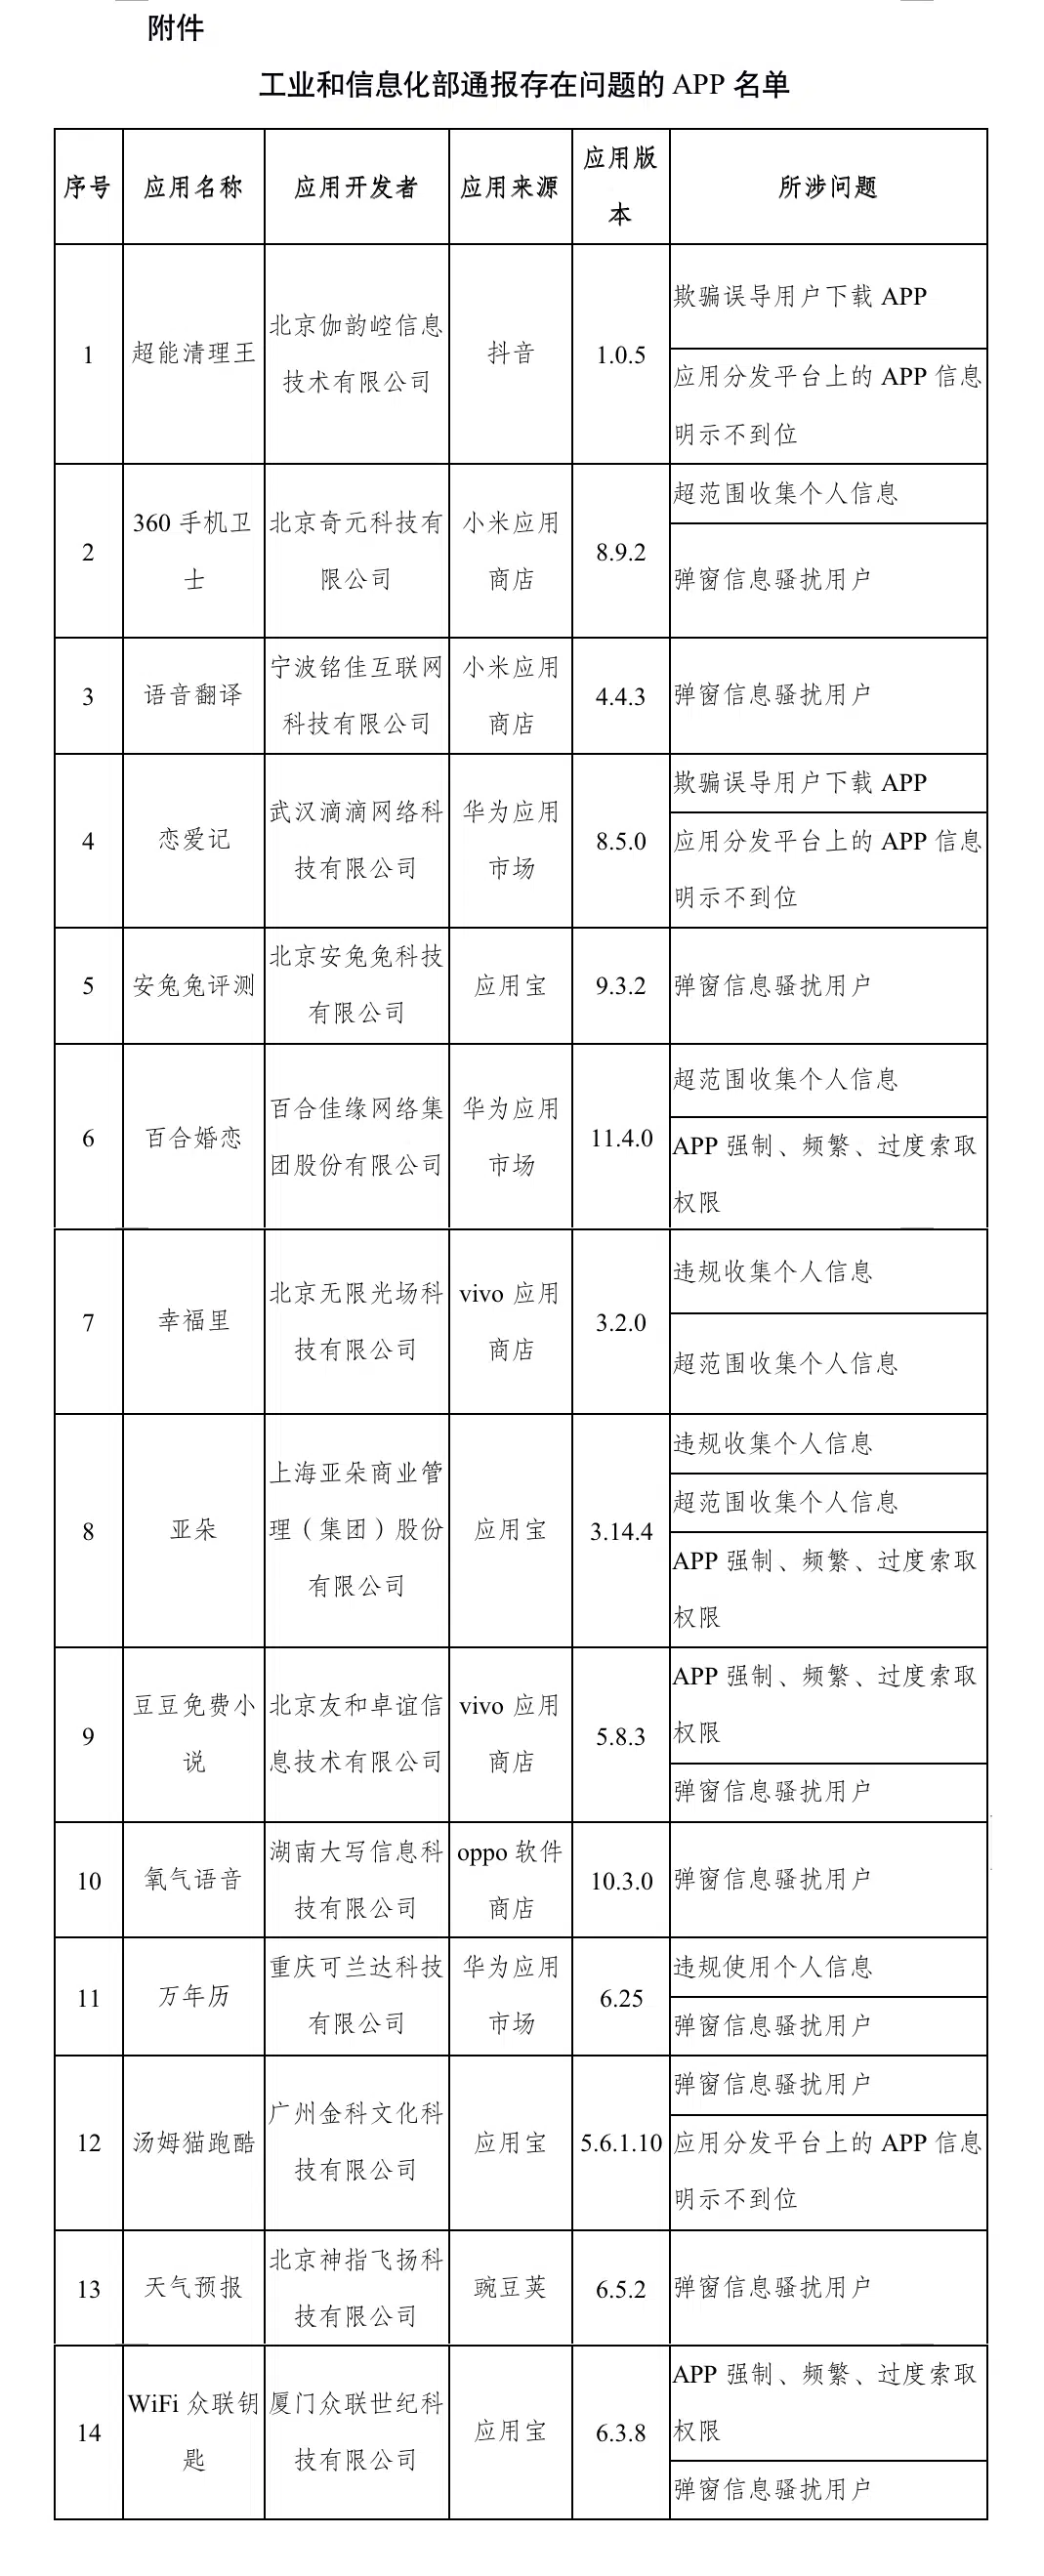 附件
工业和信息化部通报存在问题的 APP 名单
序号
应用名称
应用开发者
应用来源
应用版
本
所涉问题
1
超能清理王
北京伽韵崆信息
技术有限公司
抖音
1.0.5
欺骗误导用户下载 APP
应用分发平台上的 APP 信息
明示不到位
2
360 手机卫
士
北京奇元科技有
限公司
小米应用
商店
8.9.2
超范围收集个人信息
弹窗信息骚扰用户
3
语音翻译
宁波铭佳互联网
科技有限公司
小米应用
商店
4.4.3
弹窗信息骚扰用户
4
恋爱记
武汉滴滴网络科
技有限公司
华为应用
市场
8.5.0
欺骗误导用户下载 APP
应用分发平台上的 APP 信息
明示不到位
5
安兔兔评测
北京安兔兔科技
有限公司
应用宝
9.3.2
弹窗信息骚扰用户
6
百合婚恋
百合佳缘网络集
团股份有限公司
华为应用
市场
11.4.0
超范围收集个人信息
APP 强制、频繁、过度索取
权限
7
幸福里
北京无限光场科
技有限公司
vivo 应用
商店
3.2.0
违规收集个人信息
超范围收集个人信息
8
亚朵
上海亚朵商业管
理（集团）股份
有限公司
应用宝
3.14.4
违规收集个人信息
超范围收集个人信息
APP 强制、频繁、过度索取
权限
9
豆豆免费小
说
北京友和卓谊信
息技术有限公司
vivo 应用
商店
5.8.3
APP 强制、频繁、过度索取
权限
弹窗信息骚扰用户
10
氧气语音
湖南大写信息科
技有限公司
oppo 软件
商店
10.3.0
弹窗信息骚扰用户
11
万年历
重庆可兰达科技
有限公司
华为应用
市场
6.25
违规使用个人信息
弹窗信息骚扰用户
12
汤姆猫跑酷
广州金科文化科
技有限公司
应用宝
5.6.1.10
弹窗信息骚扰用户
应用分发平台上的 APP 信息
明示不到位
13
天气预报
北京神指飞扬科
技有限公司
豌豆荚
6.5.2
弹窗信息骚扰用户
14
WiFi 众联钥
匙
厦门众联世纪科
技有限公司
应用宝
6.3.8
APP 强制、频繁、过度索取
权限
弹窗信息骚扰用户